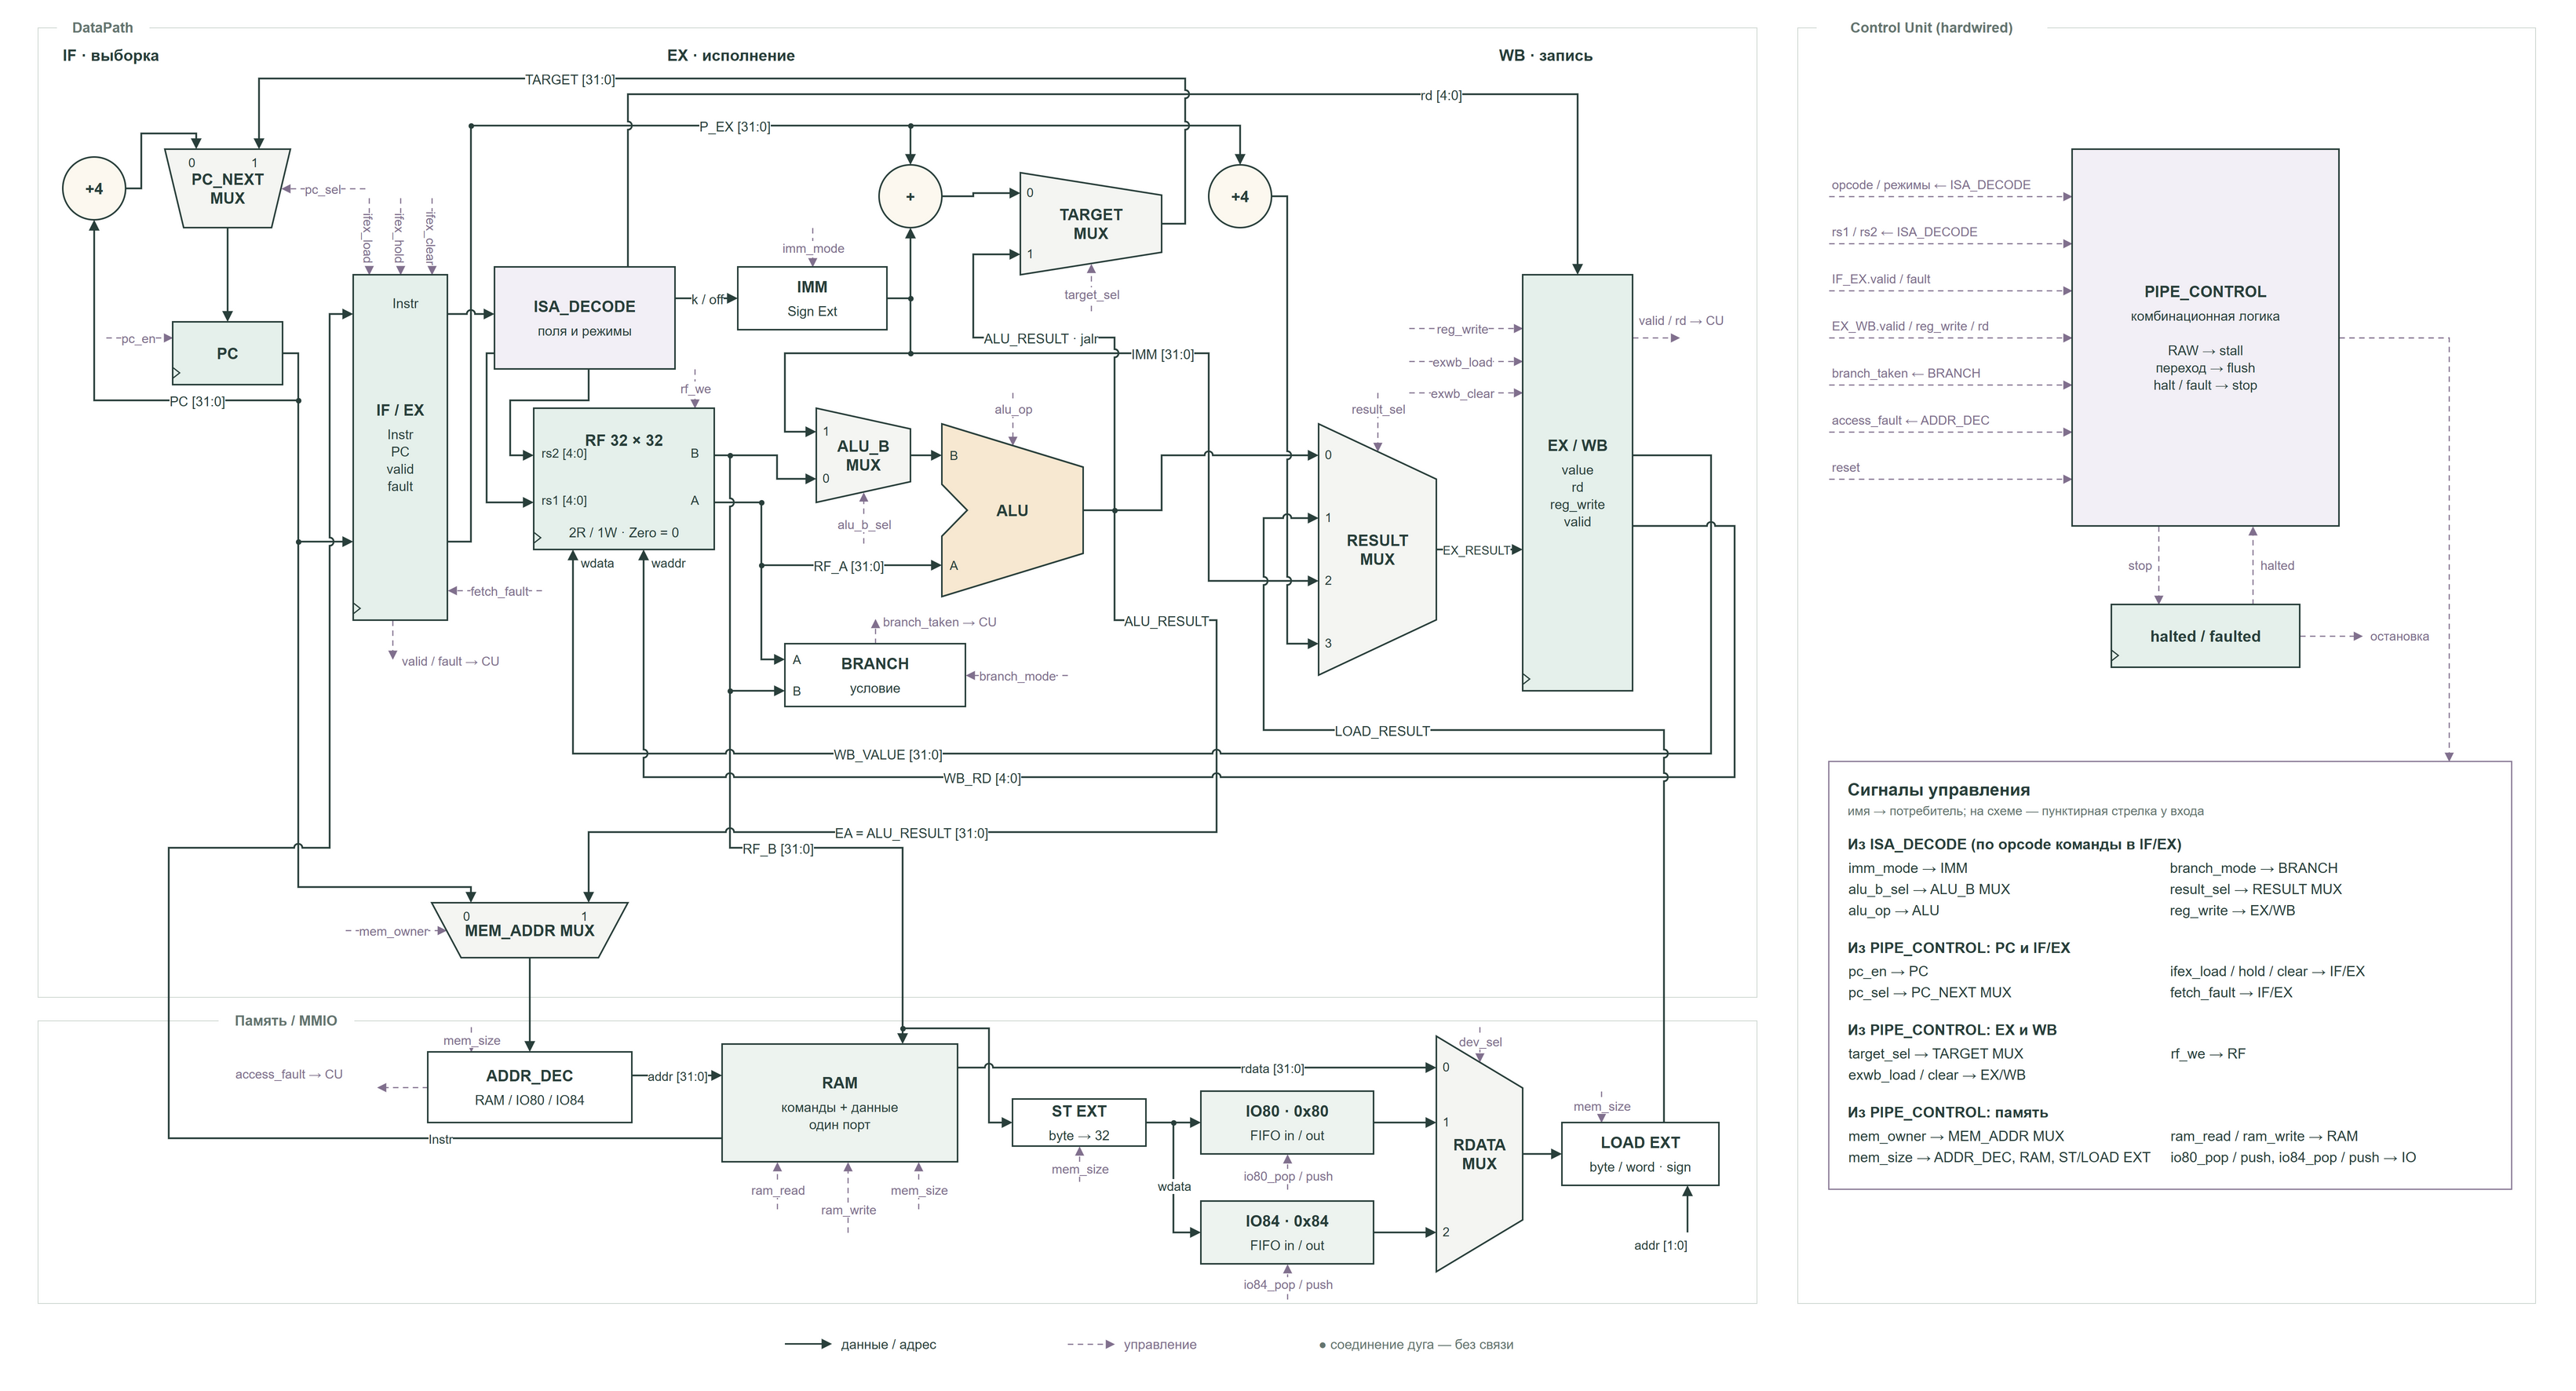 DataPath
Control Unit (hardwired)
IF · выборка
EX · исполнение
WB · запись
TARGET [31:0]
rd [4:0]
P_EX [31:0]
+4
0
1
PC_NEXT
MUX
pc_sel
ifex_load
ifex_hold
ifex_clear
+
0
1
TARGET
MUX
target_sel
+4
imm_mode
IMM
Sign Ext
k / off
ISA_DECODE
поля и режимы
Instr
IF / EX
Instr
PC
valid
fault
pc_en
PC
PC [31:0]
ALU_RESULT · jalr
IMM [31:0]
rf_we
RF 32 × 32
rs2 [4:0]
rs1 [4:0]
B
A
2R / 1W · Zero = 0
wdata
waddr
1
0
ALU_B
MUX
alu_b_sel
alu_op
B
A
ALU
RF_A [31:0]
result_sel
0
1
2
3
RESULT
MUX
EX_RESULT
reg_write
exwb_load
exwb_clear
EX / WB
value
rd
reg_write
valid
valid / rd → CU
fetch_fault
valid / fault → CU
branch_taken → CU
A
B
BRANCH
условие
branch_mode
ALU_RESULT
LOAD_RESULT
WB_VALUE [31:0]
WB_RD [4:0]
EA = ALU_RESULT [31:0]
RF_B [31:0]
0
1
MEM_ADDR MUX
mem_owner
Память / MMIO
mem_size
access_fault → CU
ADDR_DEC
RAM / IO80 / IO84
addr [31:0]
Instr
RAM
команды + данные
один порт
ram_read
ram_write
mem_size
rdata [31:0]
ST EXT
byte → 32
mem_size
wdata
IO80 · 0x80
FIFO in / out
io80_pop / push
IO84 · 0x84
FIFO in / out
io84_pop / push
dev_sel
0
1
2
RDATA
MUX
mem_size
LOAD EXT
byte / word · sign
addr [1:0]
opcode / режимы ← ISA_DECODE
rs1 / rs2 ← ISA_DECODE
IF_EX.valid / fault
EX_WB.valid / reg_write / rd
branch_taken ← BRANCH
access_fault ← ADDR_DEC
reset
PIPE_CONTROL
комбинационная логика
RAW → stall
переход → flush
halt / fault → stop
stop
halted
halted / faulted
остановка
Сигналы управления
имя → потребитель; на схеме — пунктирная стрелка у входа
Из ISA_DECODE (по opcode команды в IF/EX)
imm_mode → IMM
branch_mode → BRANCH
alu_b_sel → ALU_B MUX
result_sel → RESULT MUX
alu_op → ALU
reg_write → EX/WB
Из PIPE_CONTROL: PC и IF/EX
pc_en → PC
ifex_load / hold / clear → IF/EX
pc_sel → PC_NEXT MUX
fetch_fault → IF/EX
Из PIPE_CONTROL: EX и WB
target_sel → TARGET MUX
rf_we → RF
exwb_load / clear → EX/WB
Из PIPE_CONTROL: память
mem_owner → MEM_ADDR MUX
ram_read / ram_write → RAM
mem_size → ADDR_DEC, RAM, ST/LOAD EXT
io80_pop / push, io84_pop / push → IO
данные / адрес
управление
● соединение дуга — без связи